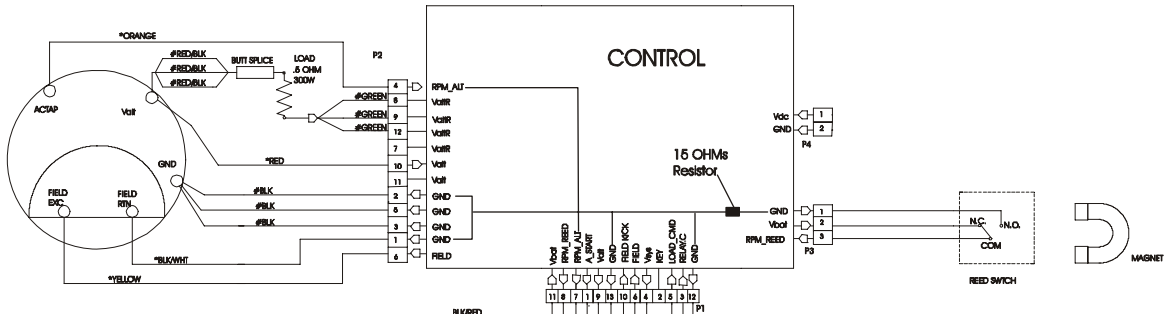 *ORANGE
#RED/BLK
#RED/BLK
#RED/BLK
BUTT SPLICE
LOAD
.5 OHM
300W
P2
CONTROL
ACTAP
Valt
GND
FIELD
EXC
FIELD
RTN
#GREEN
#GREEN
#GREEN
*RED
#BLK
#BLK
#BLK
*BLK/WHT
*YELLOW
4 RPM_ALT
8 ValtR
9 ValtR
12 ValtR
7 ValtR
10 Valt
11 Valt
2 GND
5 GND
3 GND
1 GND
6 FIELD
15 OHMs
Resistor
Vdc 1
GND 2
P4
GND 1
Vbat 2
RPM_REED 3
P3
N.C.
N.O.
COM
REED SWITCH
MAGNET
Vbat
RPM_REED
RPM_ALT
A_START
Valt
GND
FIELD KICK
FIELD
Vsys
KEY
LOAD_CMD
RELAY.C
GND
11 8 7 1 9 13 10 6 4 2 5 3 12
P1
BLK/RED